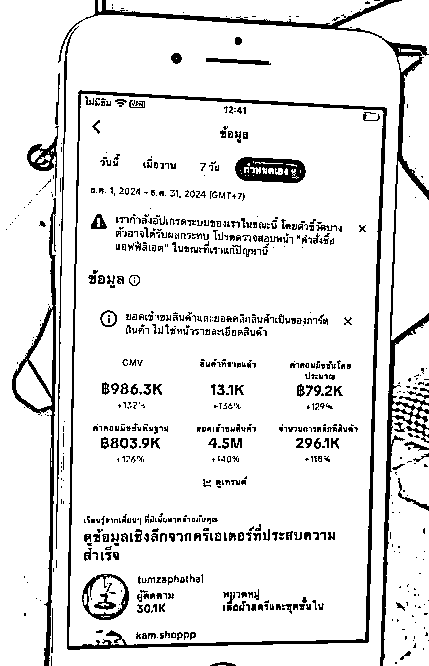 ไม่มีซิม VPN
12:41
ข้อมูล
วันนี้ เมื่อวาน 7 วัน กำหนดเอง
ธ.ค. 1, 2024 - ธ.ค. 31, 2024 (GMT+7)
เรากำลังอัปเกรดระบบของเราในขณะนี้ โดยตัวชี้วัดบาง
ตัวอาจได้รับผลกระทบ โปรดตรวจสอบหน้า "คำสั่งซื้อ
แอฟฟิลิเอต" ในขณะที่เราแก้ปัญหานี้
ข้อมูล
ยอดเข้าชมสินค้าและยอดคลิกสินค้าเป็นของการ์ด
สินค้า ไม่ใช่หน้ารายละเอียดสินค้า
GMV สินค้าที่ขายแล้ว ค่าคอมมิชชันโดย
ประมาณ
฿986.3K 13.1K ฿79.2K
+132% +136% +129%
ค่าคอมมิชชันพื้นฐาน ยอดเข้าชมสินค้า จำนวนการคลิกที่สินค้า
฿803.9K 4.5M 296.1K
+126% +140% +118%
ดูเทรนด์
เรียนรู้จากเพื่อนๆ ที่มีเนื้อหาคล้ายกับคุณ
ดูข้อมูลเชิงลึกจากครีเอเตอร์ที่ประสบความ
สำเร็จ
tumzaphathai
ผู้ติดตาม หมวดหมู่
30.1K เสื้อผ้าสตรีและชุดชั้นใน
kam.shoppp